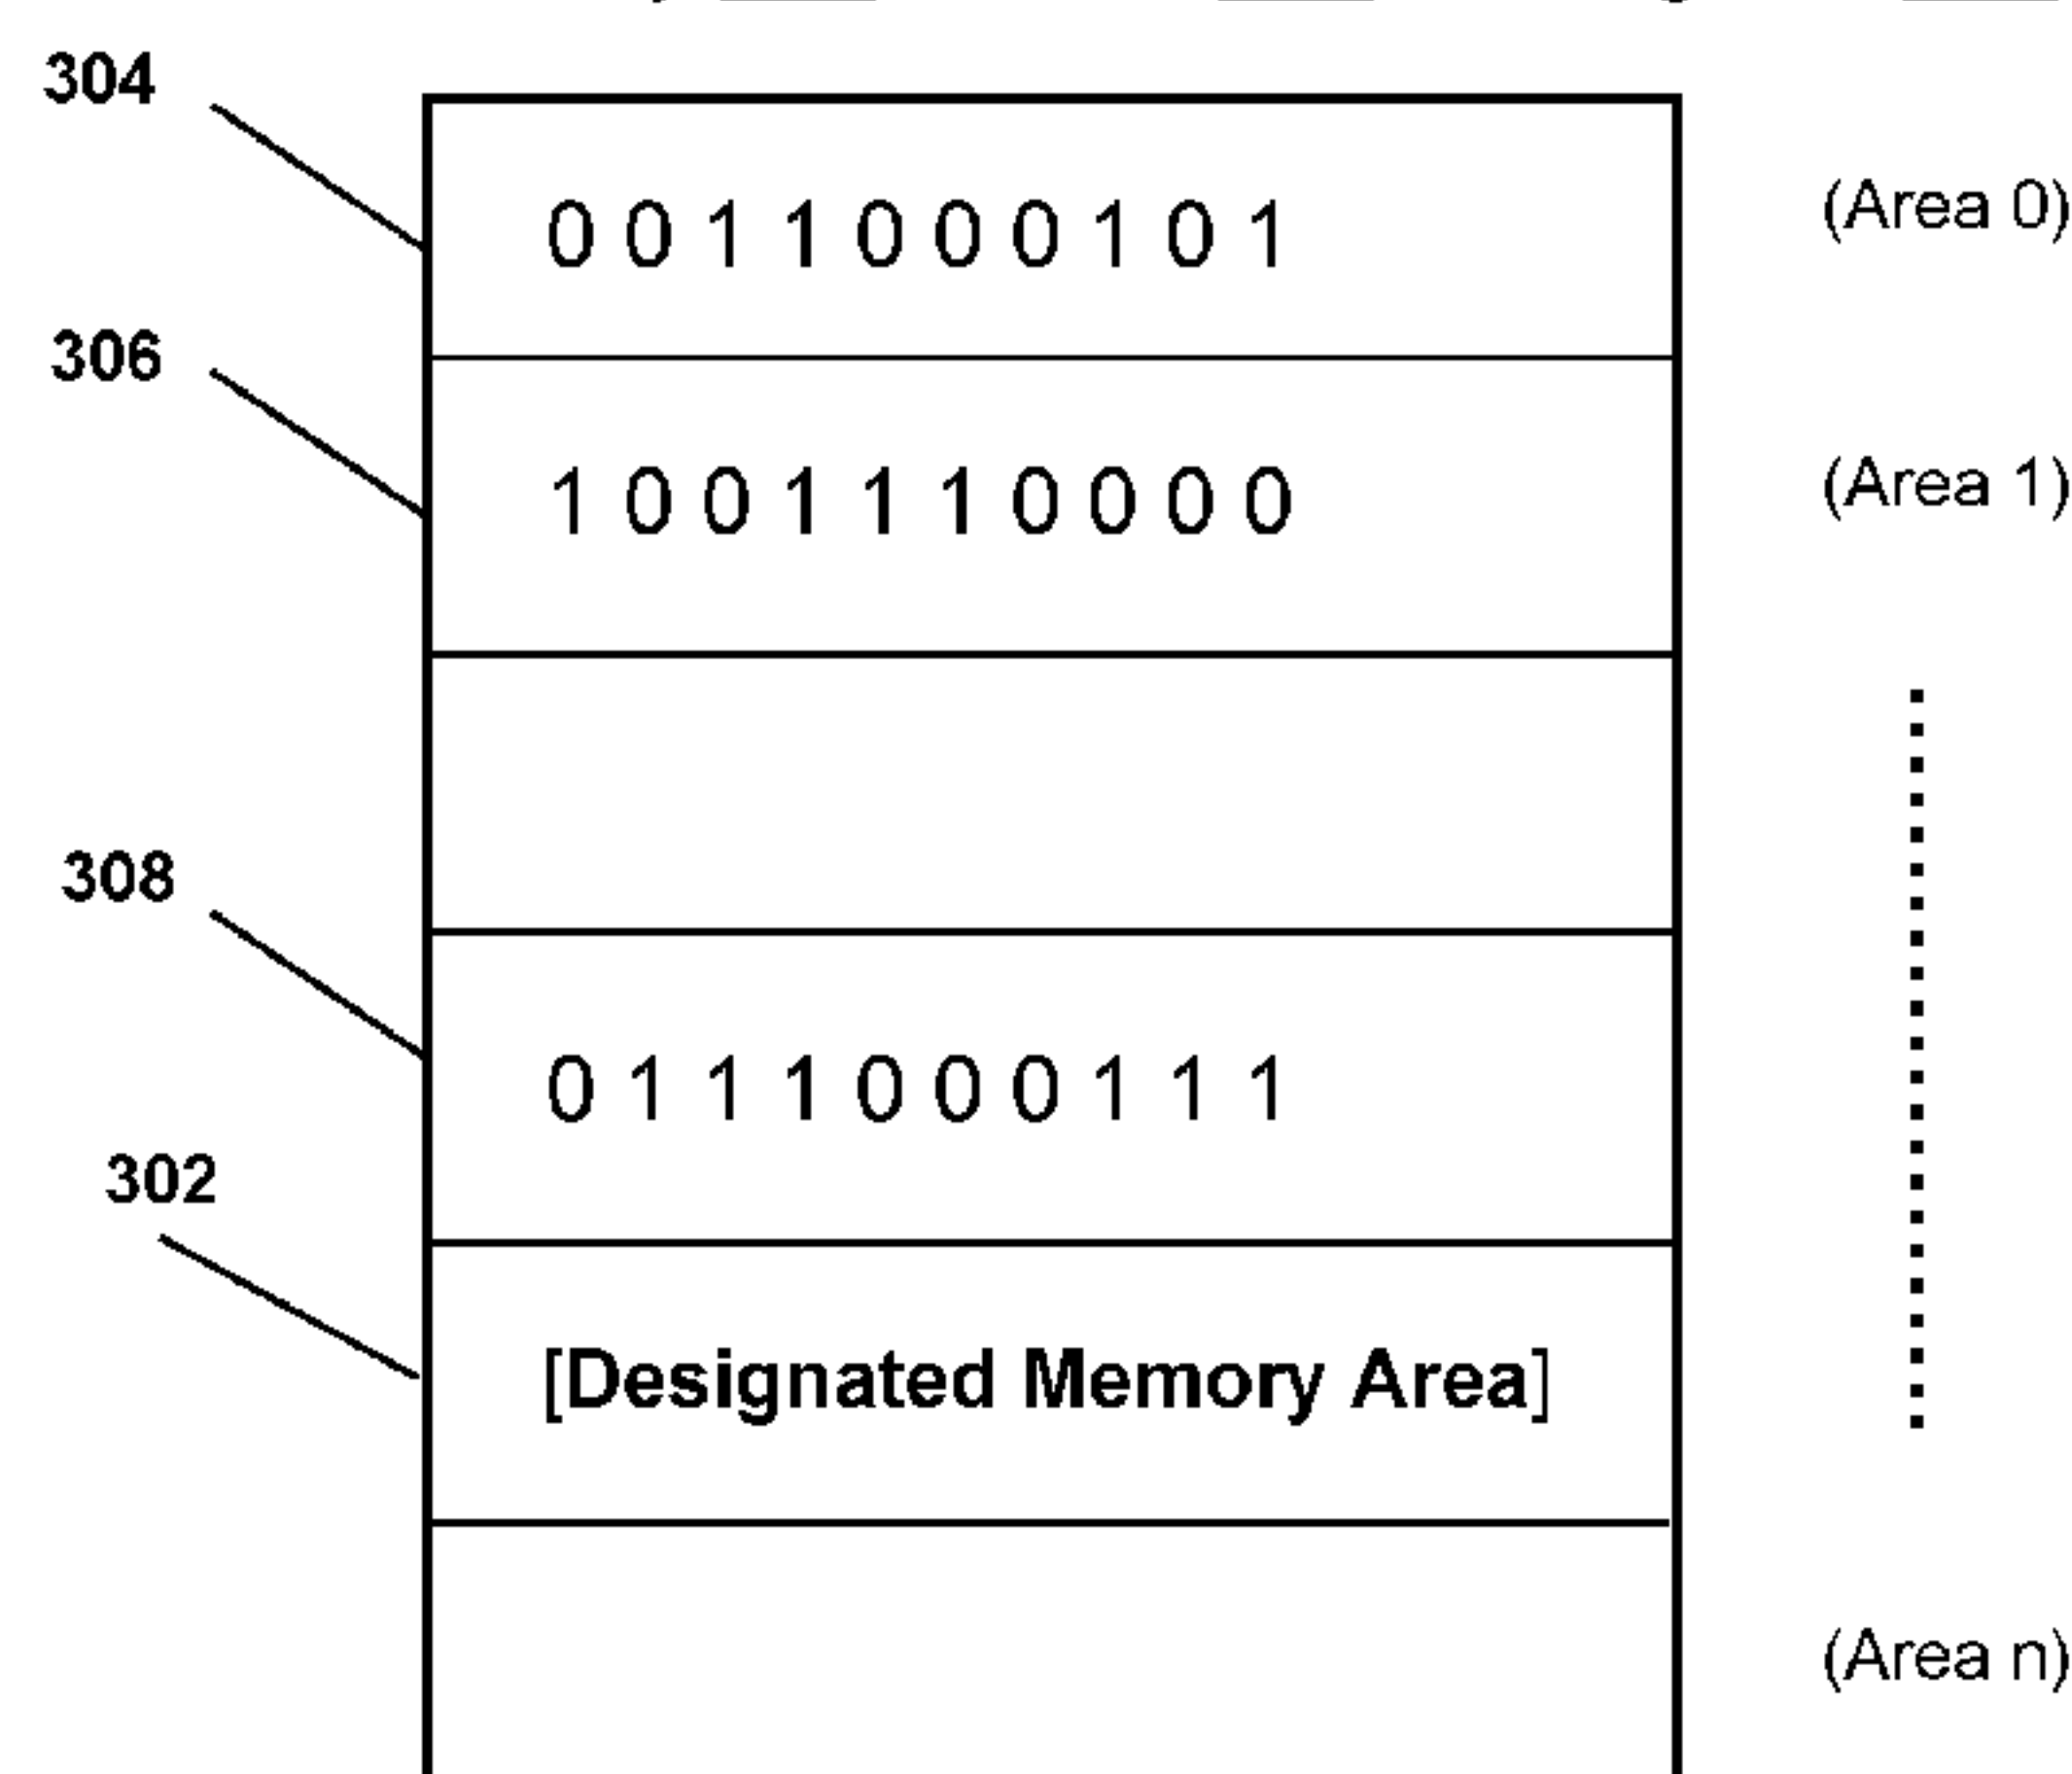 304
0 0 1 1 0 0 0 1 0 1
(Area 0)
306
1 0 0 1 1 1 0 0 0 0
(Area 1)
308
0 1 1 1 0 0 0 1 1 1
302
[Designated Memory Area]
(Area n)